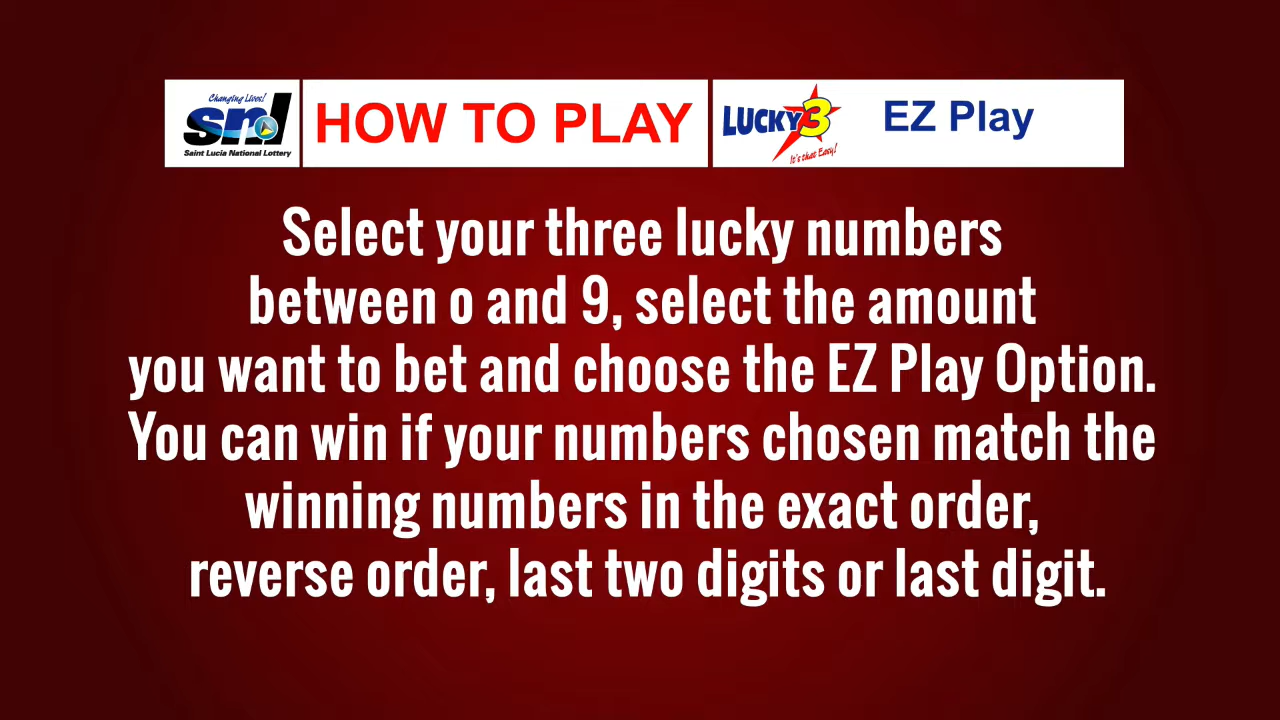 Changing Lives!
snl
Saint Lucia National Lottery
HOW TO PLAY
LUCKY 3
It's that Easy!
EZ Play
Select your three lucky numbers
between o and 9, select the amount
you want to bet and choose the EZ Play Option.
You can win if your numbers chosen match the
winning numbers in the exact order,
reverse order, last two digits or last digit.